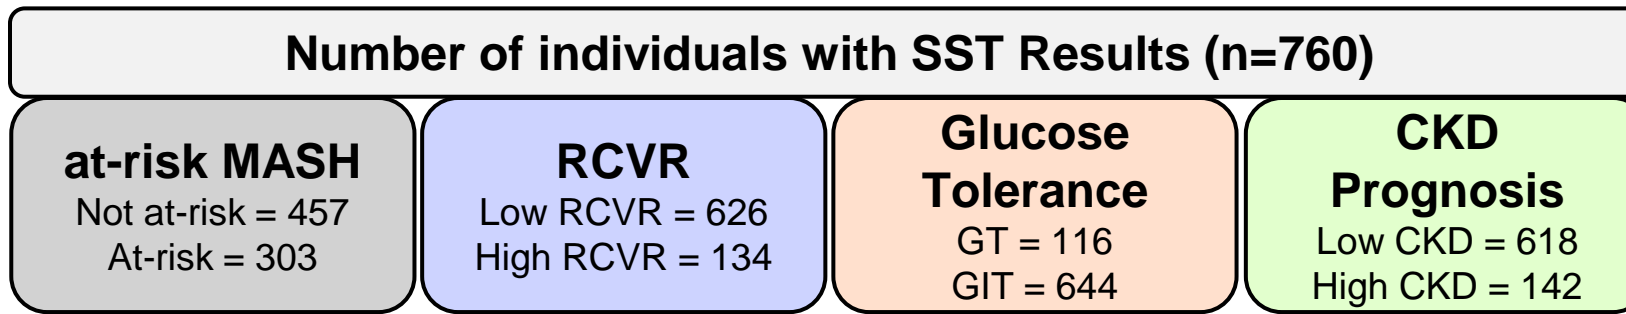 Number of individuals with SST Results (n=760)
at-risk MASH
Not at-risk = 457
At-risk = 303
RCVR
Low RCVR = 626
High RCVR = 134
Glucose
Tolerance
GT = 116
GIT = 644
CKD
Prognosis
Low CKD = 618
High CKD = 142